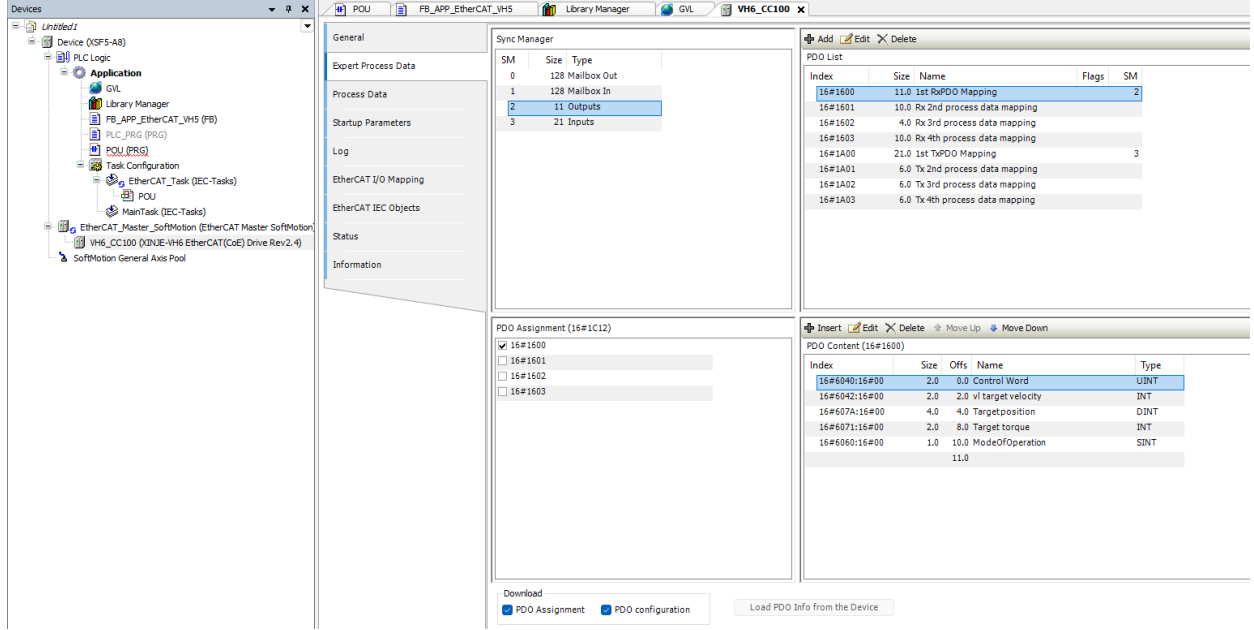 Devices
Untitled1
Device (XSF5-A8)
PLC Logic
Application
GVL
Library Manager
FB_APP_EtherCAT_VH5 (FB)
PLC_PRG (PRG)
POU (PRG)
Task Configuration
EtherCAT_Task (IEC-Tasks)
POU
MainTask (IEC-Tasks)
EtherCAT_Master_SoftMotion (EtherCAT Master SoftMotion)
VH6_CC100 (XINJE-VH6 EtherCAT(CoE) Drive Rev2.4)
SoftMotion General Axis Pool
POU FB_APP_EtherCAT_VH5 Library Manager GVL VH6_CC100
General
Expert Process Data
Process Data
Startup Parameters
Log
EtherCAT I/O Mapping
EtherCAT IEC Objects
Status
Information
Sync Manager
SM Size Type
0 128 Mailbox Out
1 128 Mailbox In
2 11 Outputs
3 21 Inputs
Add Edit Delete
PDO List
Index Size Name Flags SM
16#1600 11.0 1st RxPDO Mapping 2
16#1601 10.0 Rx 2nd process data mapping
16#1602 4.0 Rx 3rd process data mapping
16#1603 10.0 Rx 4th process data mapping
16#1A00 21.0 1st TxPDO Mapping 3
16#1A01 6.0 Tx 2nd process data mapping
16#1A02 6.0 Tx 3rd process data mapping
16#1A03 6.0 Tx 4th process data mapping
PDO Assignment (16#1C12)
16#1600
16#1601
16#1602
16#1603
Insert Edit Delete Move Up Move Down
PDO Content (16#1600)
Index Size Offs Name Type
16#6040:16#00 2.0 0.0 Control Word UINT
16#6042:16#00 2.0 2.0 vl target velocity INT
16#607A:16#00 4.0 4.0 Targetposition DINT
16#6071:16#00 2.0 8.0 Target torque INT
16#6060:16#00 1.0 10.0 ModeOfOperation SINT
11.0
Download
PDO Assignment PDO configuration
Load PDO Info from the Device